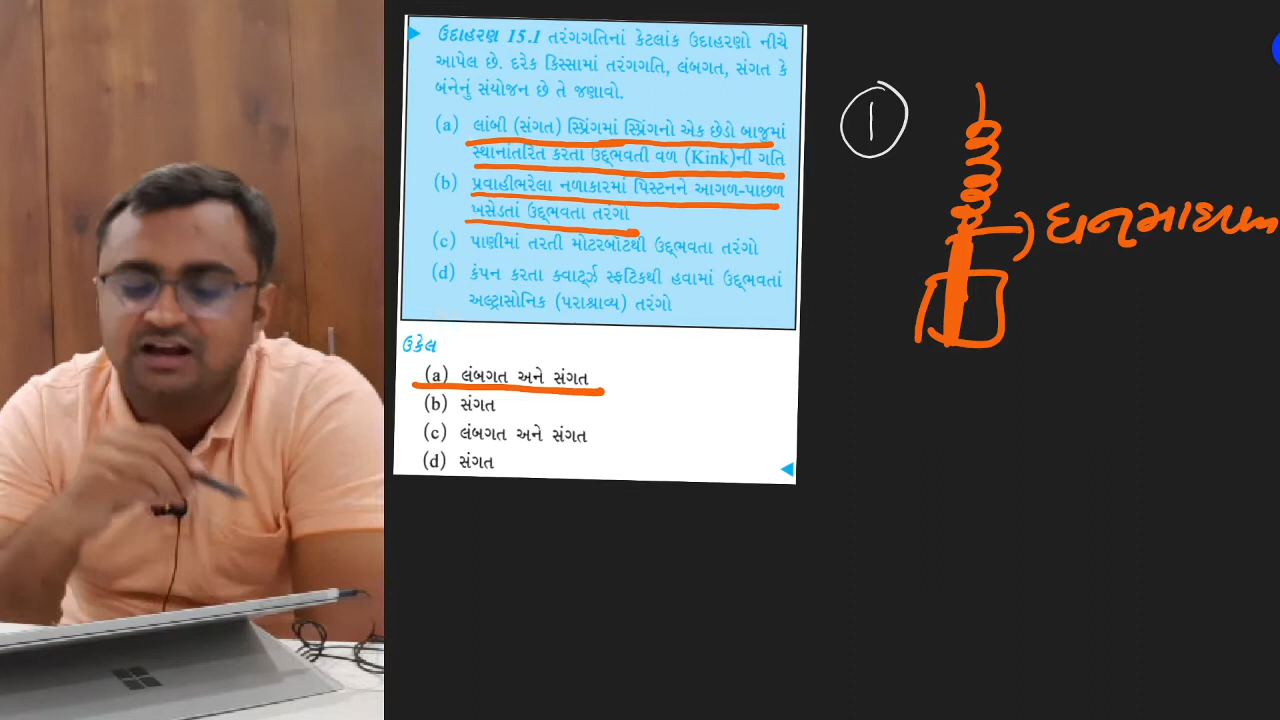 ઉદાહરણ 15.1 તરંગગતિનાં કેટલાંક ઉદાહરણો નીચે
આપેલ છે. દરેક કિસ્સામાં તરંગગતિ, લંબગત, સંગત કે
બંનેનું સંયોજન છે તે જણાવો.
(a) લાંબી (સંગત) સ્પ્રિંગમાં સ્પ્રિંગનો એક છેડો બાજુમાં
સ્થાનાંતરિત કરતા ઉદ્ભવતી વળ (Kink)ની ગતિ
(b) પ્રવાહીભરેલા નળાકારમાં પિસ્ટનને આગળ-પાછળ
ખસેડતાં ઉદ્ભવતા તરંગો
(c) પાણીમાં તરતી મોટરબૉટથી ઉદ્ભવતા તરંગો
(d) કંપન કરતા ક્વાર્ટ્ઝ સ્ફટિકથી હવામાં ઉદ્ભવતાં
અલ્ટ્રાસોનિક (પરાશ્રાવ્ય) તરંગો
ઉકેલ
(a) લંબગત અને સંગત
(b) સંગત
(c) લંબગત અને સંગત
(d) સંગત
1